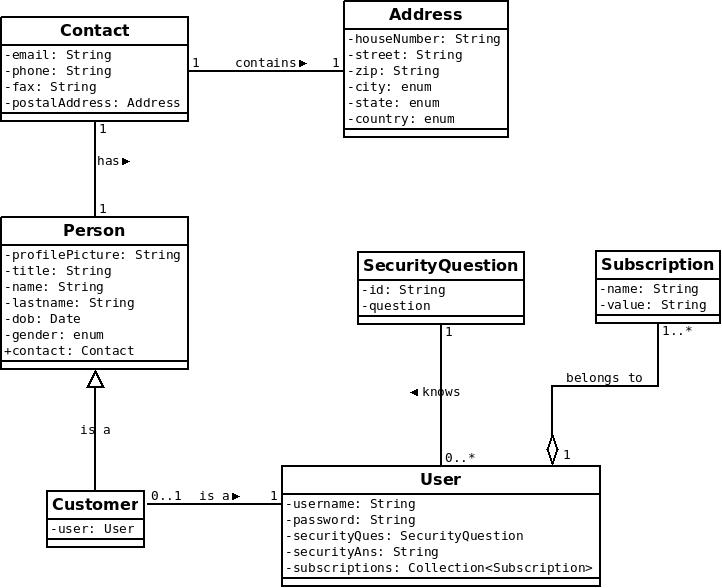 Contact
-email: String
-phone: String
-fax: String
-postalAddress: Address
1 contains▶ 1
Address
-houseNumber: String
-street: String
-zip: String
-city: enum
-state: enum
-country: enum
1
has▶
1
Person
-profilePicture: String
-title: String
-name: String
-lastname: String
-dob: Date
-gender: enum
+contact: Contact
SecurityQuestion
-id: String
-question
Subscription
-name: String
-value: String
1
1..*
belongs to
◀knows
is a
0..*
1
Customer
-user: User
0..1 is a▶ 1
User
-username: String
-password: String
-securityQues: SecurityQuestion
-securityAns: String
-subscriptions: Collection<Subscription>